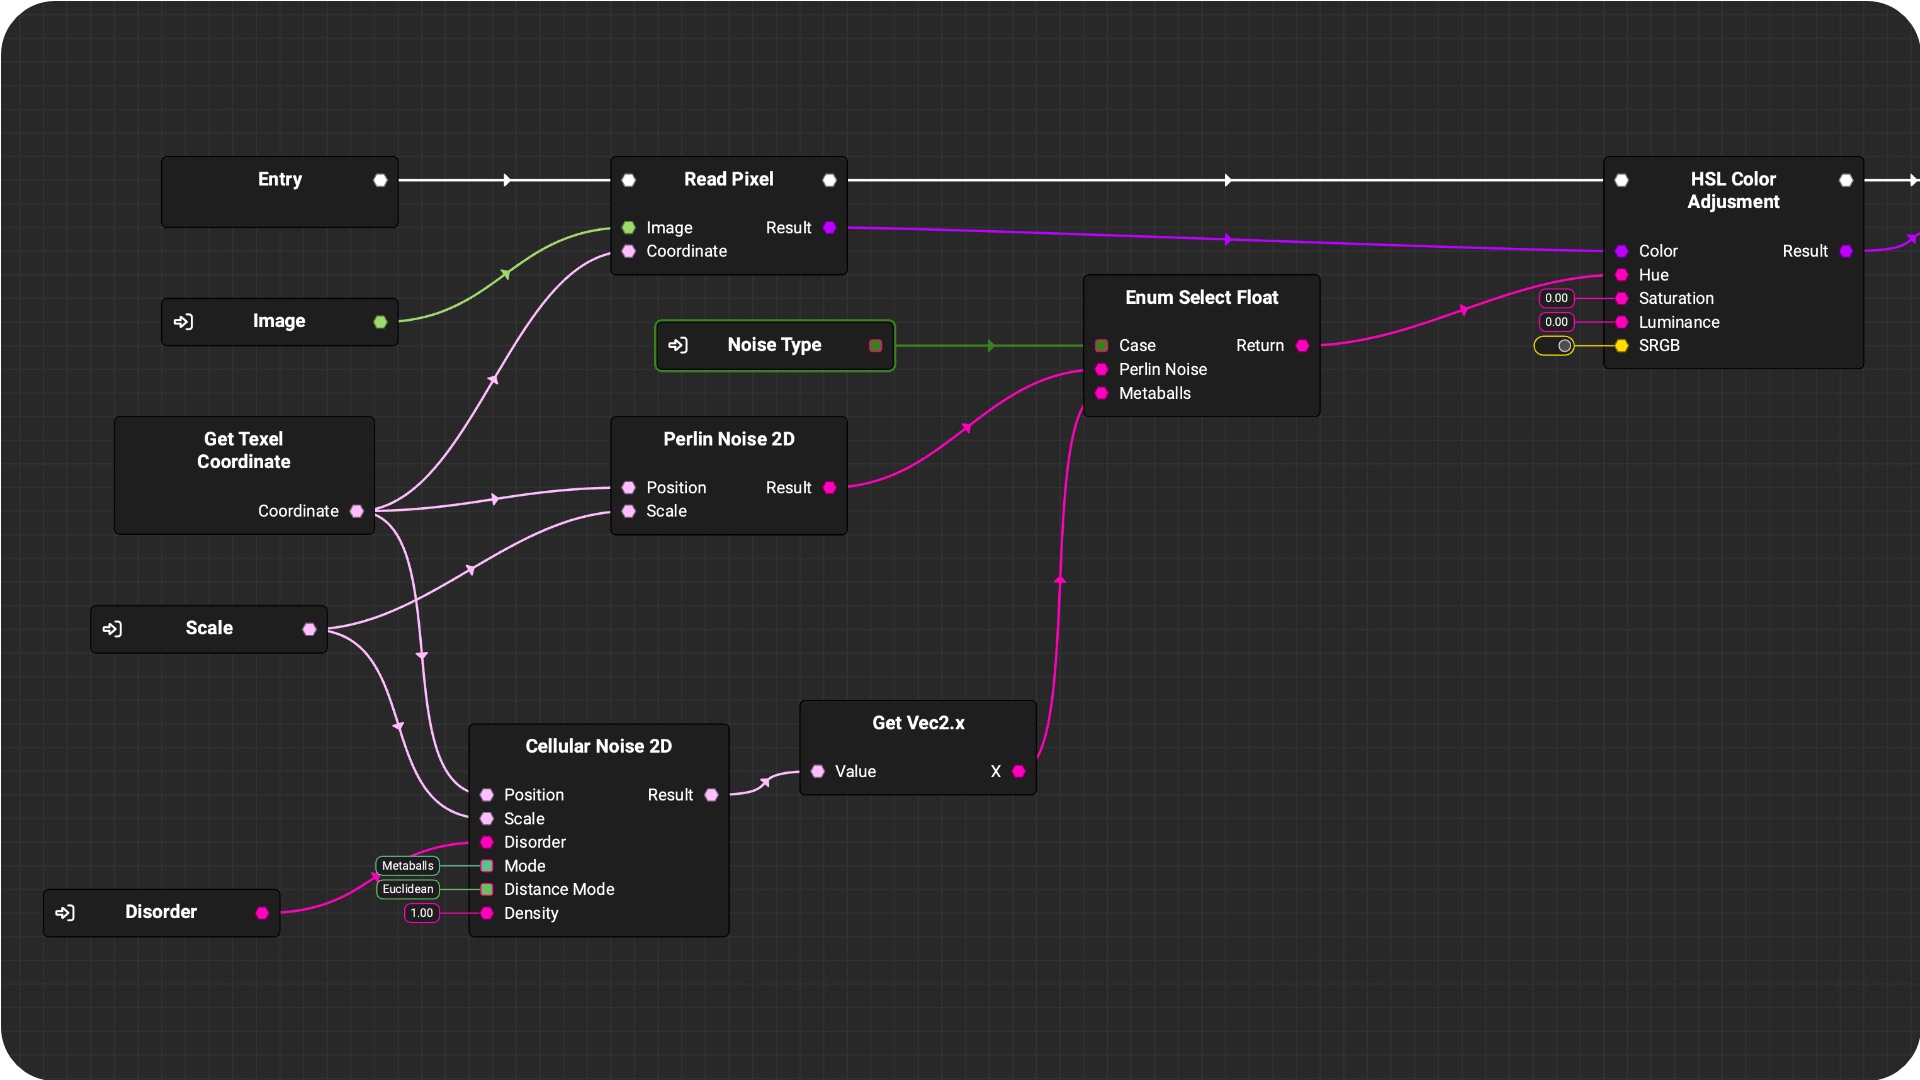 Entry
Read Pixel
Image
Result
Coordinate
HSL Color
Adjusment
Color
Result
Hue
0.00
Saturation
0.00
Luminance
SRGB
Image
Noise Type
Enum Select Float
Case
Return
Perlin Noise
Metaballs
Get Texel
Coordinate
Coordinate
Perlin Noise 2D
Position
Result
Scale
Scale
Cellular Noise 2D
Position
Result
Scale
Disorder
Metaballs
Mode
Euclidean
Distance Mode
1.00
Density
Get Vec2.x
Value
X
Disorder